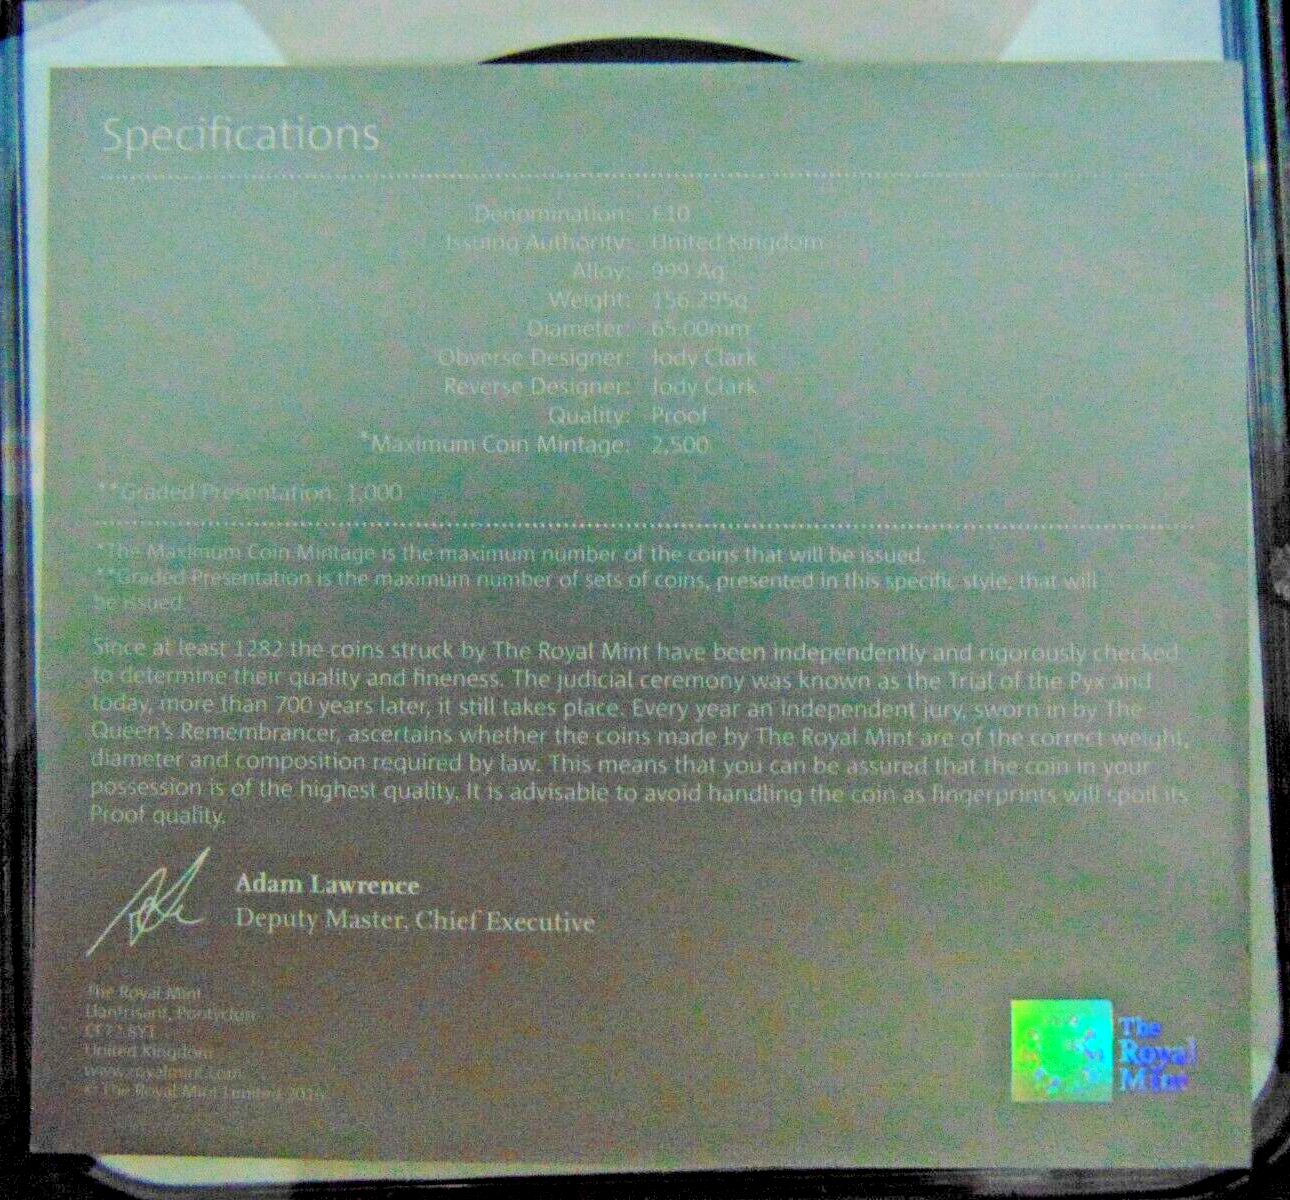 Specifications
Denomination: £10
Issuing Authority: United Kingdom
Alloy: 999 Ag
Weight: 156.295g
Diameter: 65.00mm
Obverse Designer: Jody Clark
Reverse Designer: Jody Clark
Quality: Proof
*Maximum Coin Mintage: 2,500
**Graded Presentation: 1,000
*The Maximum Coin Mintage is the maximum number of the coins that will be issued.
**Graded Presentation is the maximum number of sets of coins, presented in this specific style, that will
be issued.
Since at least 1282 the coins struck by The Royal Mint have been independently and rigorously checked
to determine their quality and fineness. The judicial ceremony was known as the Trial of the Pyx and
today, more than 700 years later, it still takes place. Every year an independent jury, sworn in by The
Queen's Remembrancer, ascertains whether the coins made by The Royal Mint are of the correct weight,
diameter and composition required by law. This means that you can be assured that the coin in your
possession is of the highest quality. It is advisable to avoid handling the coin as fingerprints will spoil its
Proof quality.
Adam Lawrence
Deputy Master, Chief Executive
The Royal Mint
Llantrisant, Pontyclun
CF72 8YT
United Kingdom
www.royalmint.com
© The Royal Mint Limited
The
Royal
Mint